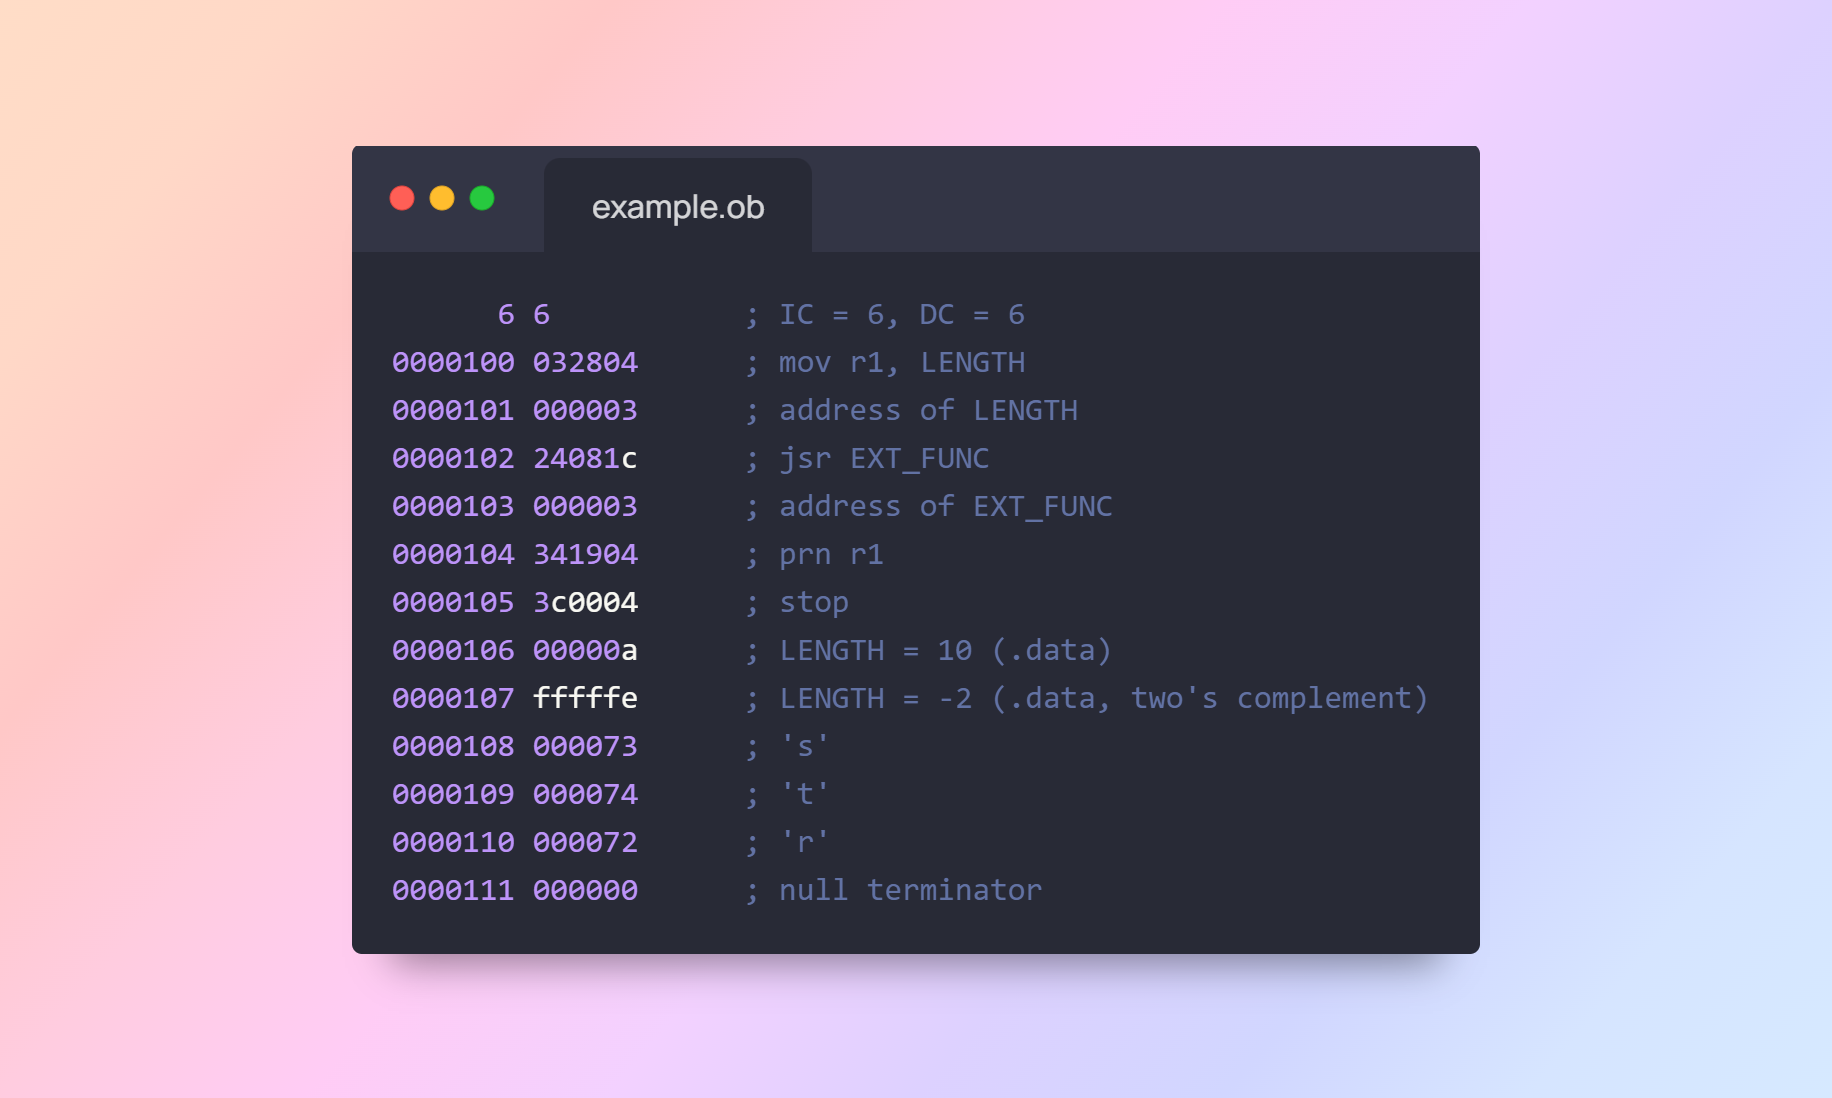 example.ob
6 6 ; IC = 6, DC = 6
0000100 032804 ; mov r1, LENGTH
0000101 000003 ; address of LENGTH
0000102 24081c ; jsr EXT_FUNC
0000103 000003 ; address of EXT_FUNC
0000104 341904 ; prn r1
0000105 3c0004 ; stop
0000106 00000a ; LENGTH = 10 (.data)
0000107 fffffe ; LENGTH = -2 (.data, two's complement)
0000108 000073 ; 's'
0000109 000074 ; 't'
0000110 000072 ; 'r'
0000111 000000 ; null terminator